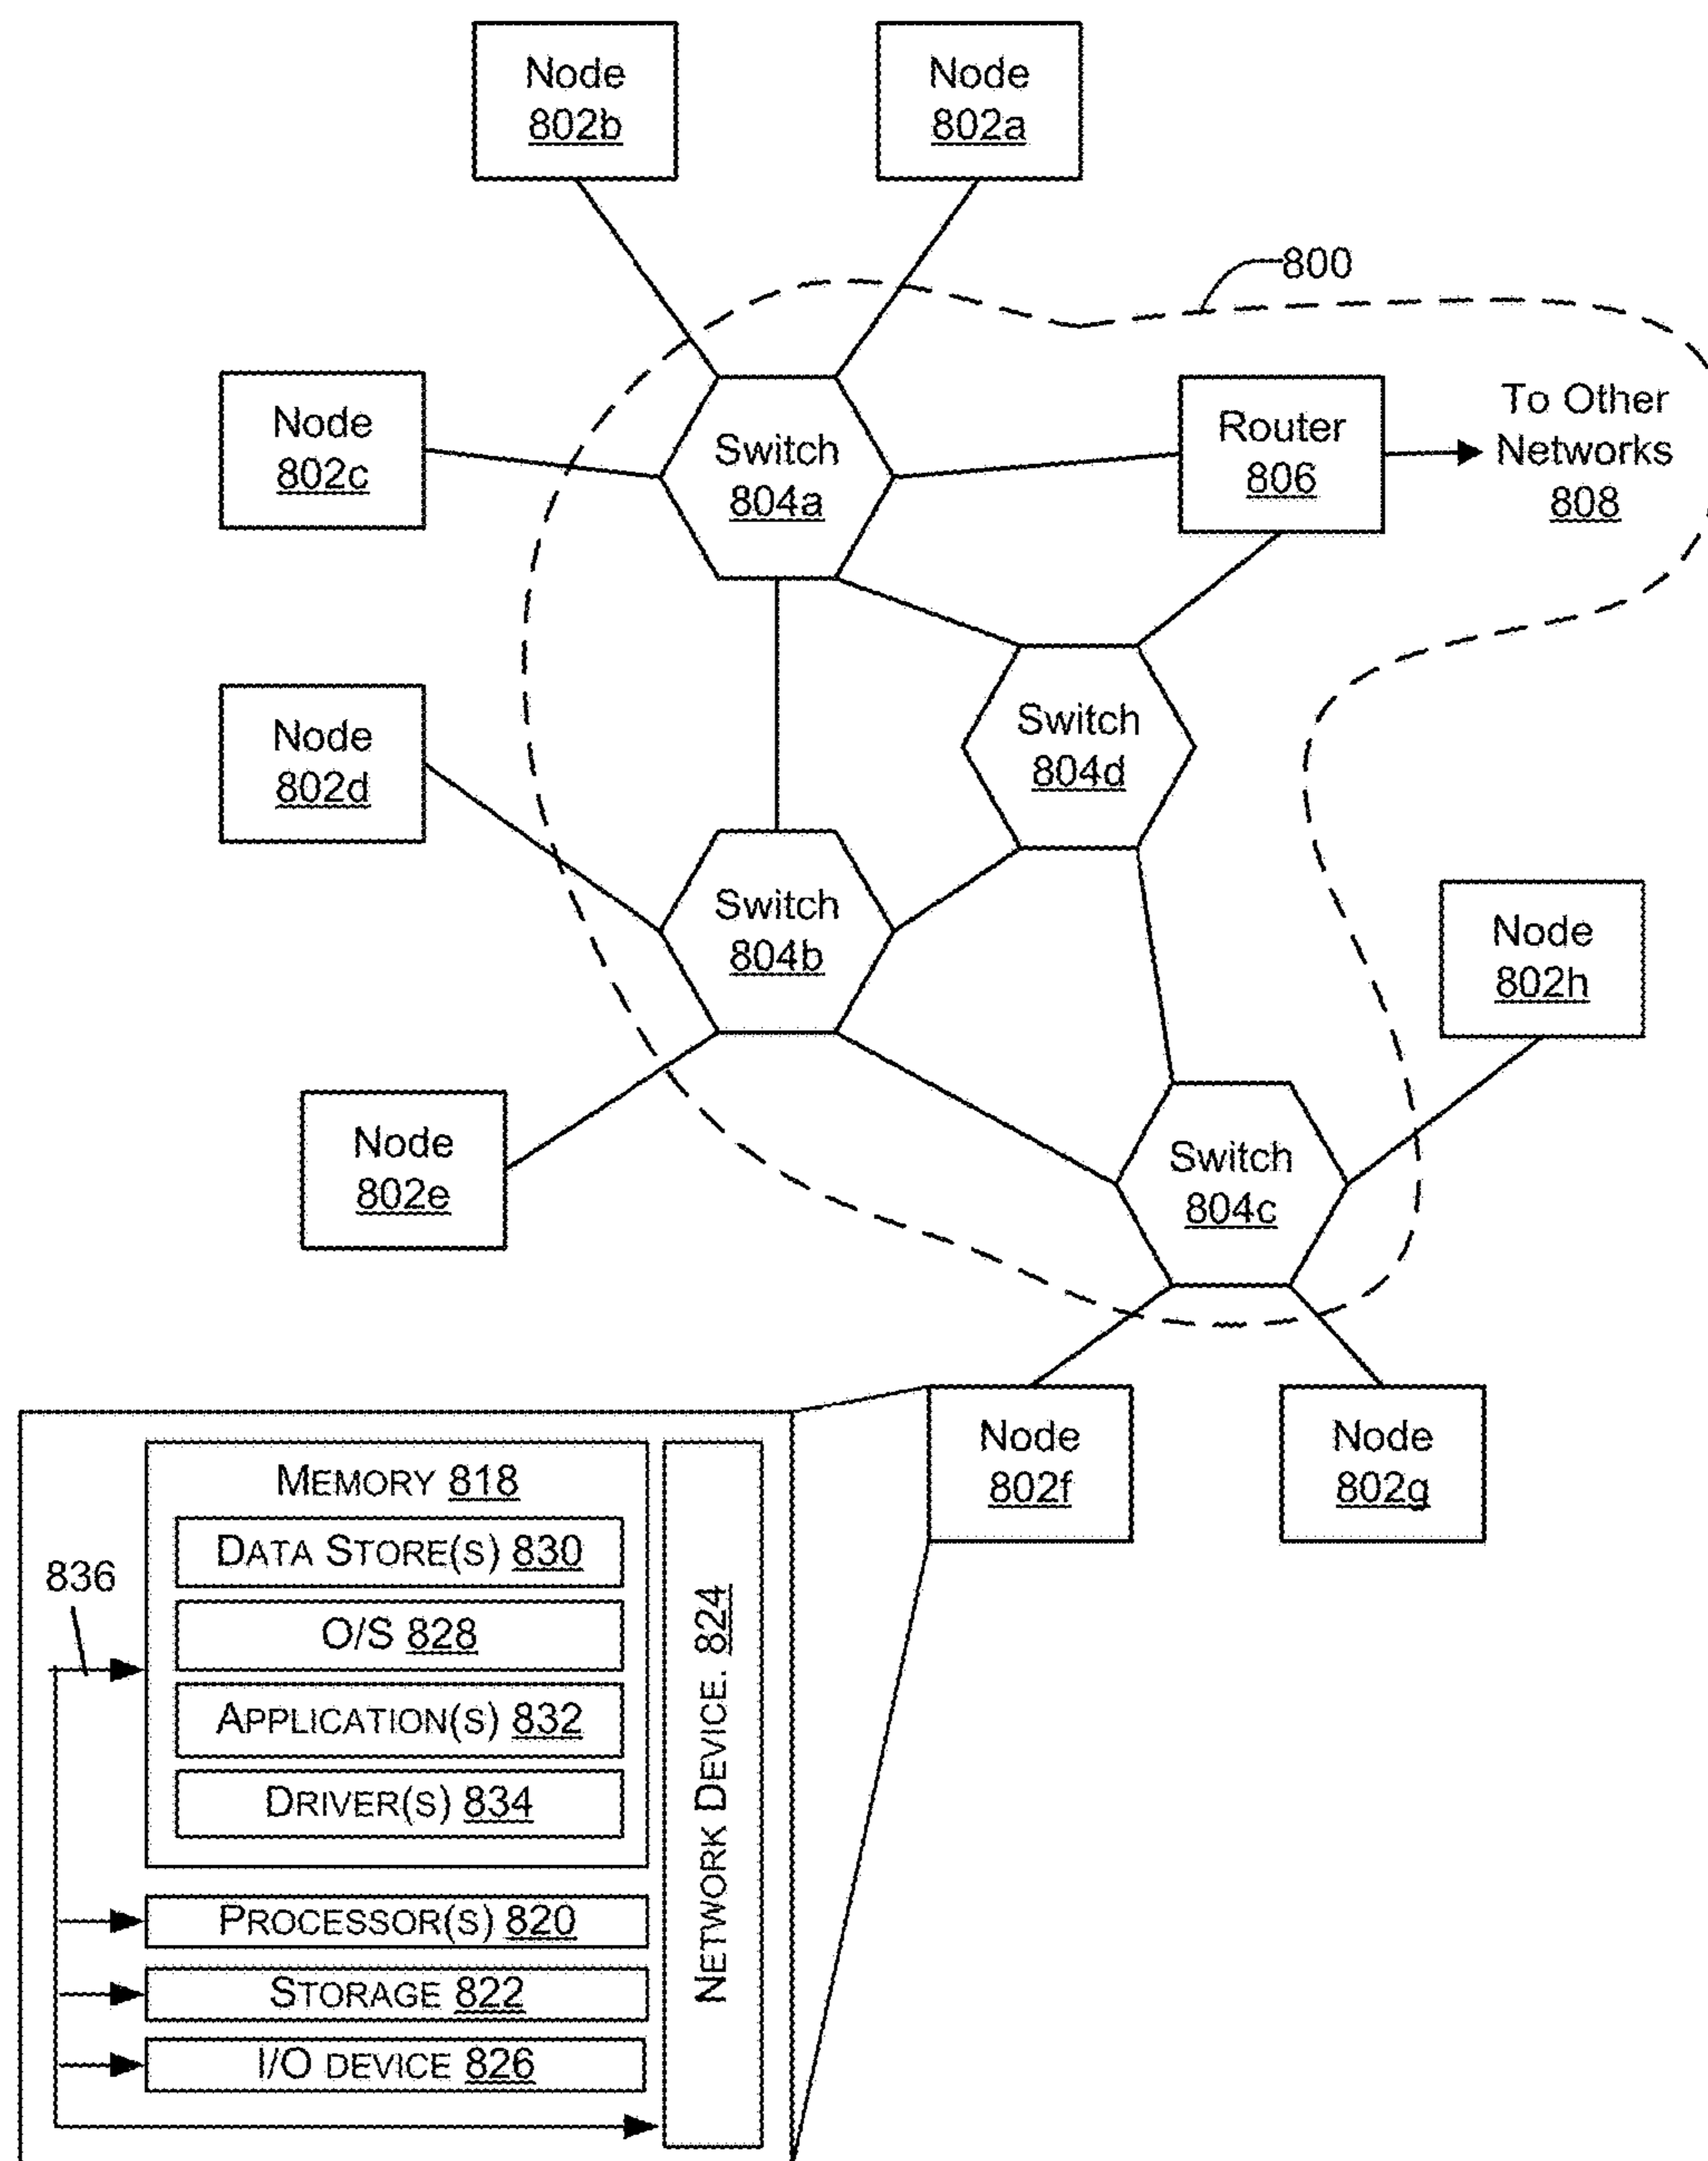 Node
802b
Node
802a
800
Node
802c
Switch
804a
Router
806
To Other
Networks
808
Node
802d
Switch
804d
Switch
804b
Node
802h
Node
802e
Switch
804c
Node
802f
Node
802g
MEMORY 818
DATA STORE(S) 830
836
O/S 828
APPLICATION(S) 832
DRIVER(S) 834
NETWORK DEVICE. 824
PROCESSOR(S) 820
STORAGE 822
I/O DEVICE 826